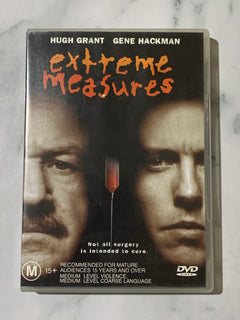 HUGH GRANT GENE HACKMAN
extreme
measures
Not all surgery
is intended to cure.
M 15+
RECOMMENDED FOR MATURE
AUDIENCES 15 YEARS AND OVER
MEDIUM LEVEL VIOLENCE,
MEDIUM LEVEL COARSE LANGUAGE
DVD